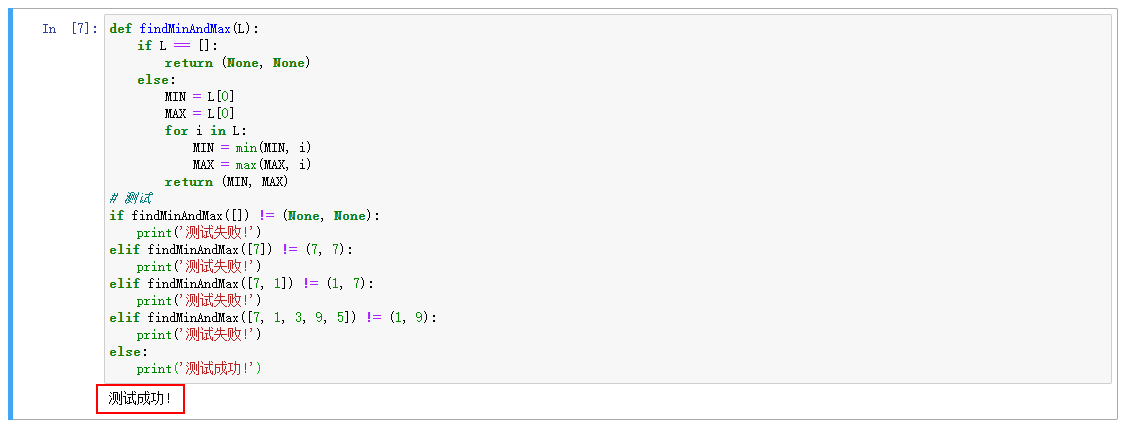 In [7]: def findMinAndMax(L):
    if L == []:
        return (None, None)
    else:
        MIN = L[0]
        MAX = L[0]
        for i in L:
            MIN = min(MIN, i)
            MAX = max(MAX, i)
        return (MIN, MAX)
# 测试
if findMinAndMax([]) != (None, None):
    print('测试失败!')
elif findMinAndMax([7]) != (7, 7):
    print('测试失败!')
elif findMinAndMax([7, 1]) != (1, 7):
    print('测试失败!')
elif findMinAndMax([7, 1, 3, 9, 5]) != (1, 9):
    print('测试失败!')
else:
    print('测试成功!')
测试成功!